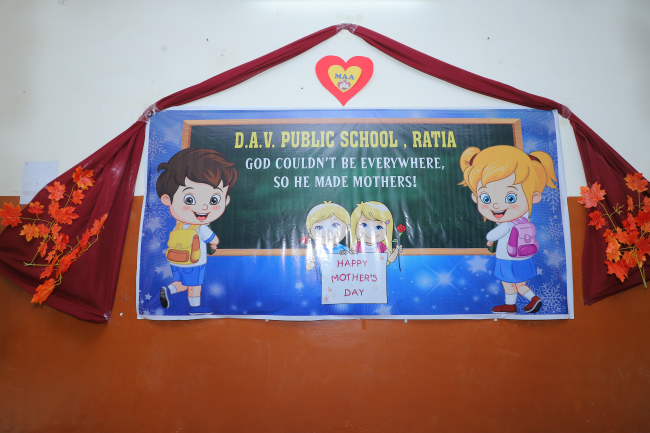 MAA
D.A.V. PUBLIC SCHOOL , RATIA
GOD COULDN'T BE EVERYWHERE,
SO HE MADE MOTHERS!
HAPPY
MOTHER'S
DAY